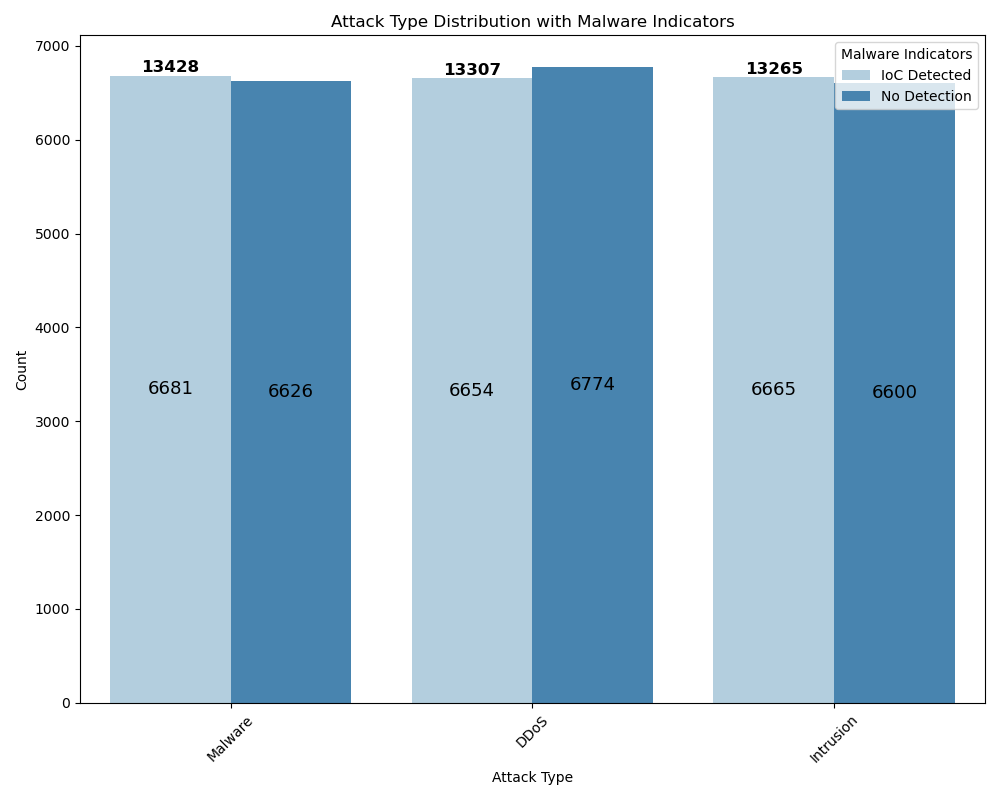 Attack Type Distribution with Malware Indicators
7000
6000
5000
4000
3000
2000
1000
0
Count
13428
13307
13265
Malware Indicators
IoC Detected
No Detection
6681
6626
6654
6774
6665
6600
Malware
DDoS
Intrusion
Attack Type